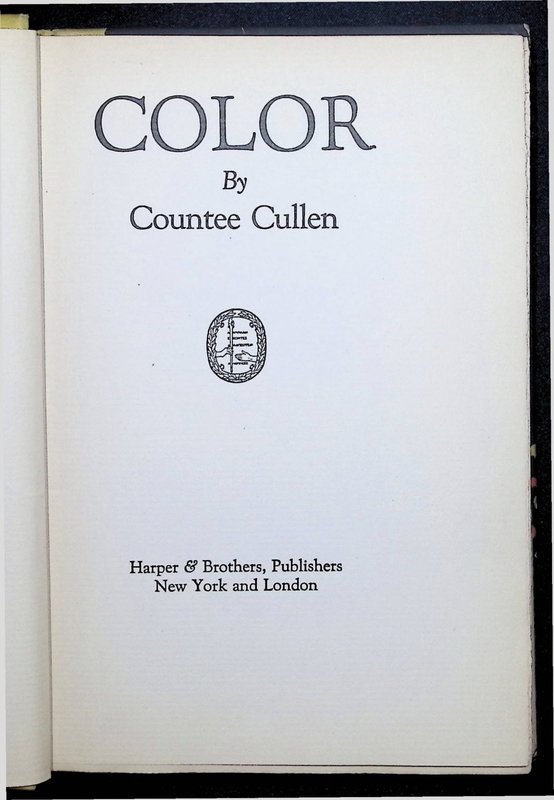 COLOR
By
Countee Cullen
Harper & Brothers, Publishers
New York and London